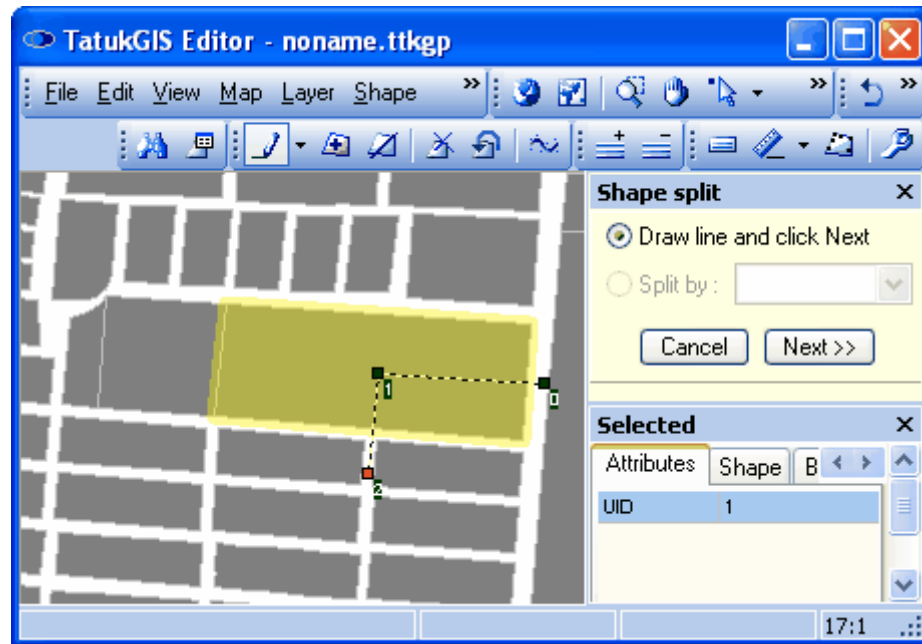 TatukGIS Editor - noname.ttkgp
File Edit View Map Layer Shape
Shape split
Draw line and click Next
Split by :
Cancel Next >>
1
0
2
Selected
Attributes Shape B
UID 1
17:1